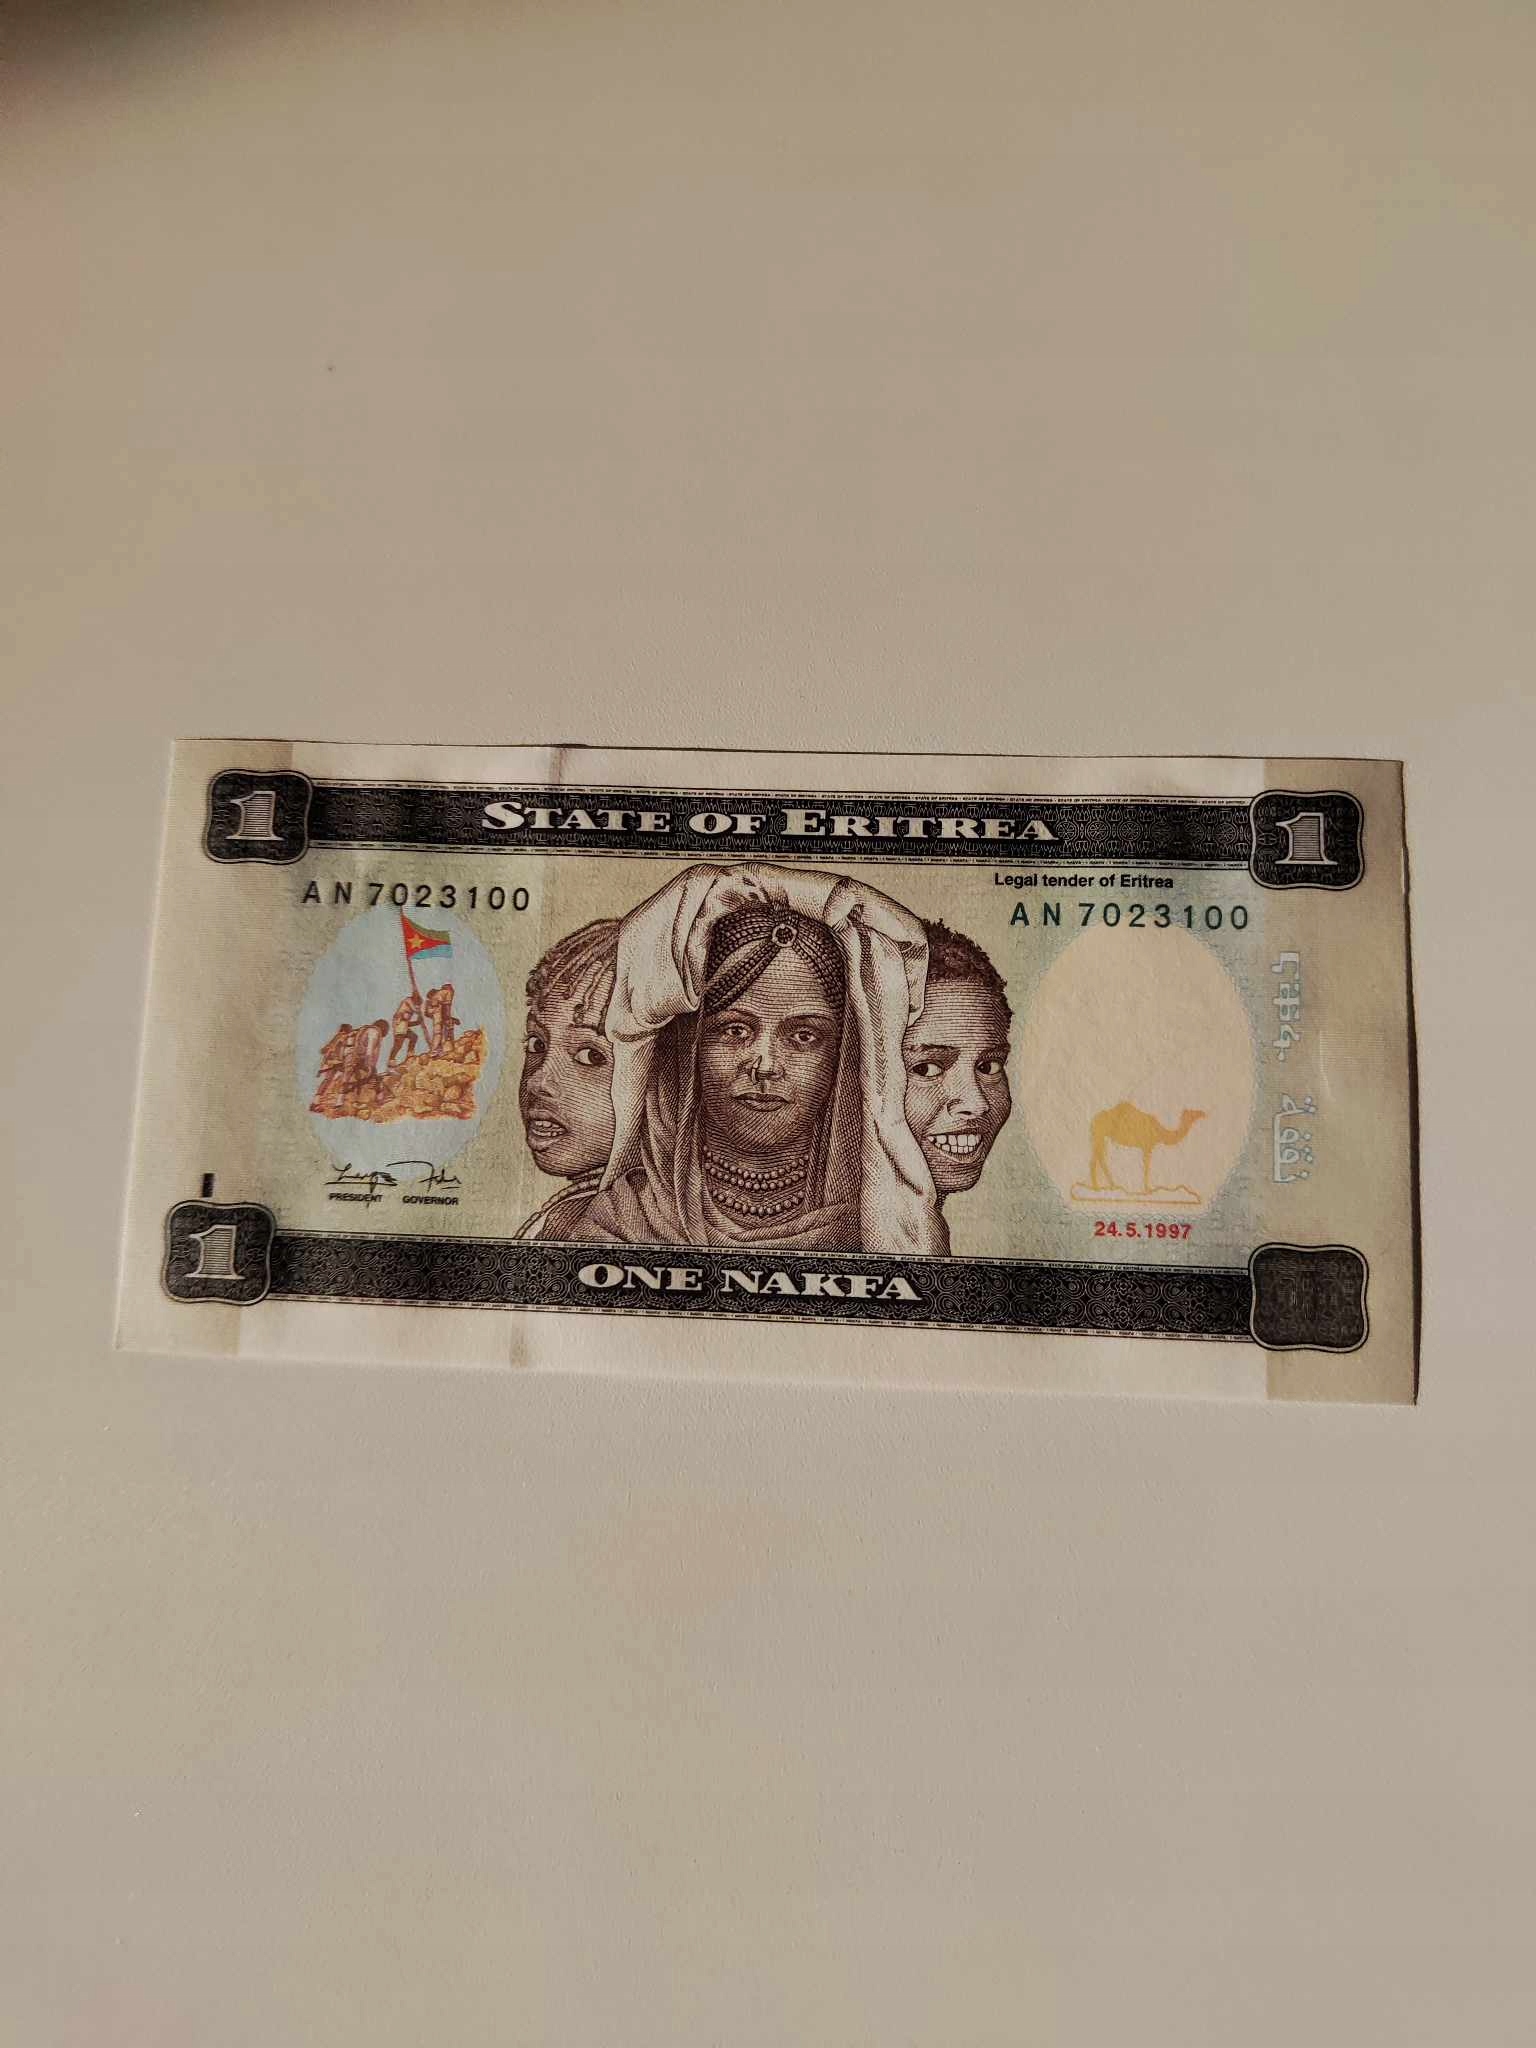 1
STATE OF ERITREA
1
Legal tender of Eritrea
AN 7023100
AN 7023100
ናቕፋ نقفة
PRESIDENT GOVERNOR
24.5.1997
1
ONE NAKFA